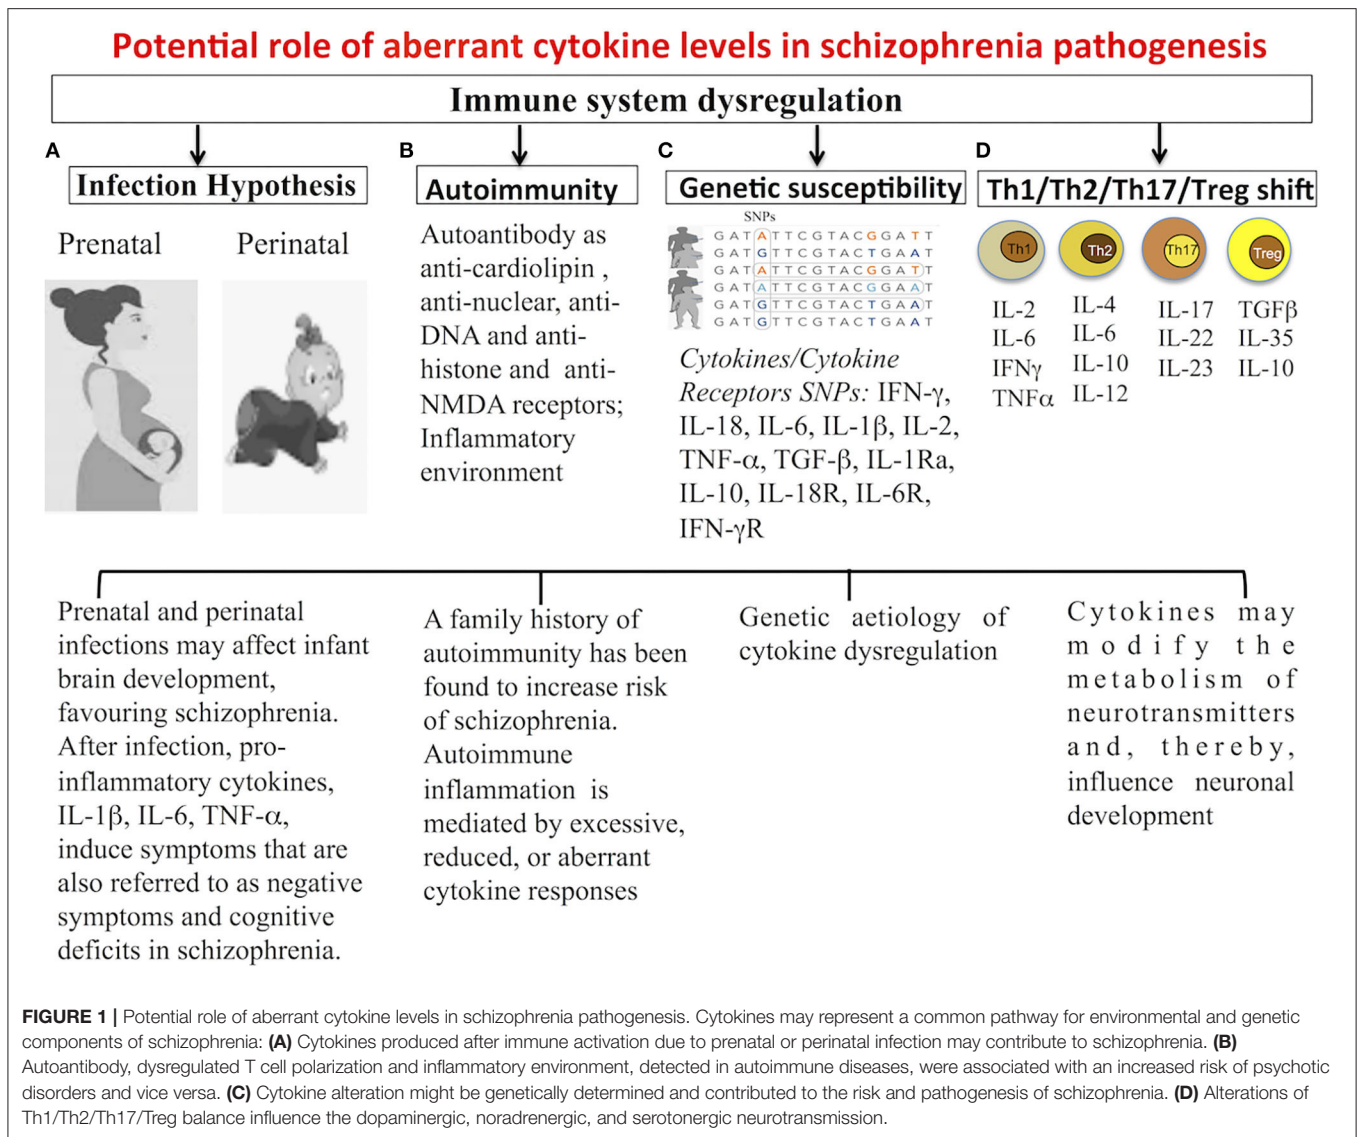 Potential role of aberrant cytokine levels in schizophrenia pathogenesis
Immune system dysregulation
A
Infection Hypothesis
Prenatal
Perinatal
B
Autoimmunity
Autoantibody as
anti-cardiolipin ,
anti-nuclear, anti-
DNA and anti-
histone and anti-
NMDA receptors;
Inflammatory
environment
C
Genetic susceptibility
SNPs
G A T A T T C G T A C G G A T T
G A T G T T C G T A C T G A A T
G A T A T T C G T A C G G A T T
G A T A T T C G T A C G G A A T
G A T G T T C G T A C T G A A T
G A T G T T C G T A C T G A A T
Cytokines/Cytokine
Receptors SNPs: IFN-γ,
IL-18, IL-6, IL-1β, IL-2,
TNF-α, TGF-β, IL-1Ra,
IL-10, IL-18R, IL-6R,
IFN-γR
D
Th1/Th2/Th17/Treg shift
Th1
Th2
Th17
Treg
IL-2
IL-6
IFNγ
TNFα
IL-4
IL-6
IL-10
IL-12
IL-17
IL-22
IL-23
TGFβ
IL-35
IL-10
Prenatal and perinatal
infections may affect infant
brain development,
favouring schizophrenia.
After infection, pro-
inflammatory cytokines,
IL-1β, IL-6, TNF-α,
induce symptoms that are
also referred to as negative
symptoms and cognitive
deficits in schizophrenia.
A family history of
autoimmunity has been
found to increase risk
of schizophrenia.
Autoimmune
inflammation is
mediated by excessive,
reduced, or aberrant
cytokine responses
Genetic aetiology of
cytokine dysregulation
Cytokines may
modify the
metabolism of
neurotransmitters
and, thereby,
influence neuronal
development
FIGURE 1 | Potential role of aberrant cytokine levels in schizophrenia pathogenesis. Cytokines may represent a common pathway for environmental and genetic
components of schizophrenia: (A) Cytokines produced after immune activation due to prenatal or perinatal infection may contribute to schizophrenia. (B)
Autoantibody, dysregulated T cell polarization and inflammatory environment, detected in autoimmune diseases, were associated with an increased risk of psychotic
disorders and vice versa. (C) Cytokine alteration might be genetically determined and contributed to the risk and pathogenesis of schizophrenia. (D) Alterations of
Th1/Th2/Th17/Treg balance influence the dopaminergic, noradrenergic, and serotonergic neurotransmission.